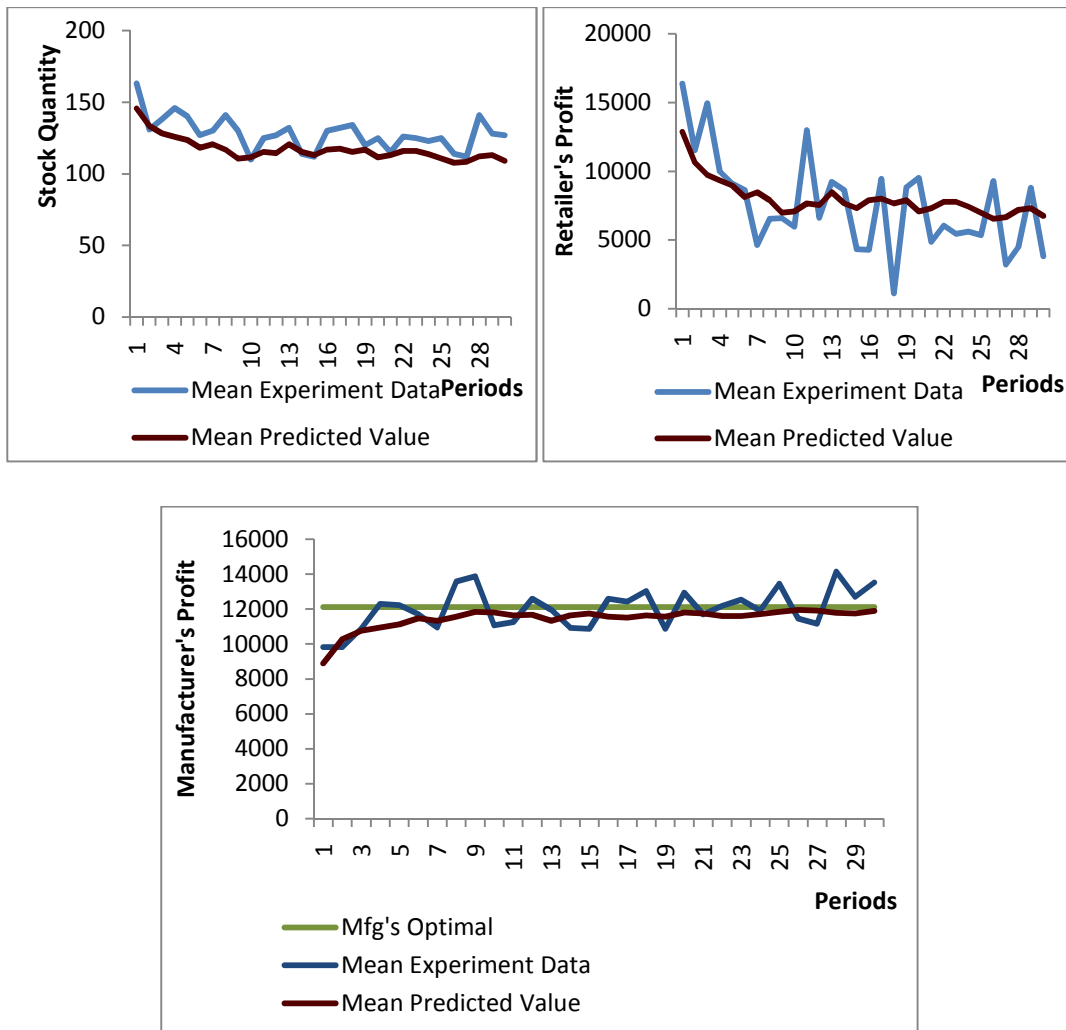 Stock Quantity
200
150
100
50
0
1 4 7 10 13 16 19 22 25 28
Periods
Mean Experiment Data
Mean Predicted Value
Retailer's Profit
20000
15000
10000
5000
0
1 4 7 10 13 16 19 22 25 28
Periods
Mean Experiment Data
Mean Predicted Value
Manufacturer's Profit
16000
14000
12000
10000
8000
6000
4000
2000
0
1 3 5 7 9 11 13 15 17 19 21 23 25 27 29
Periods
Mfg's Optimal
Mean Experiment Data
Mean Predicted Value